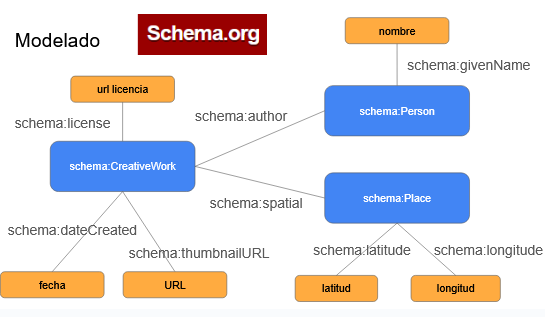 Modelado
Schema.org
nombre
schema:givenName
url licencia
schema:license
schema:author
schema:Person
schema:CreativeWork
schema:spatial
schema:Place
schema:dateCreated
schema:thumbnailURL
schema:latitude
schema:longitude
fecha
URL
latitud
longitud